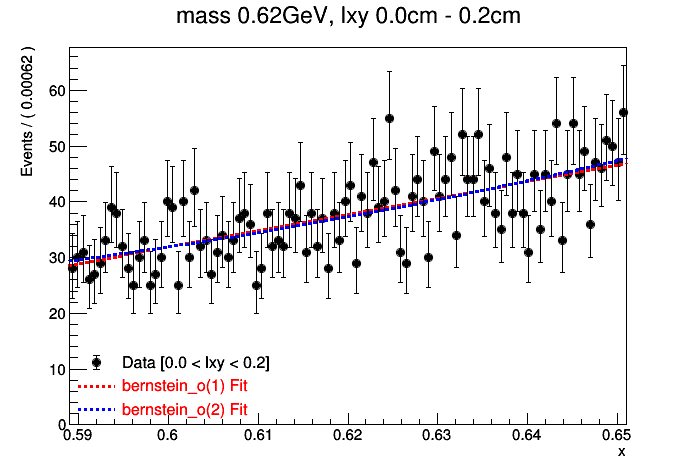 mass 0.62GeV, lxy 0.0cm - 0.2cm
Events / ( 0.00062 )
60
50
40
30
20
10
0
Data [0.0 < lxy < 0.2]
bernstein_o(1) Fit
bernstein_o(2) Fit
0.59 0.6 0.61 0.62 0.63 0.64 0.65
x